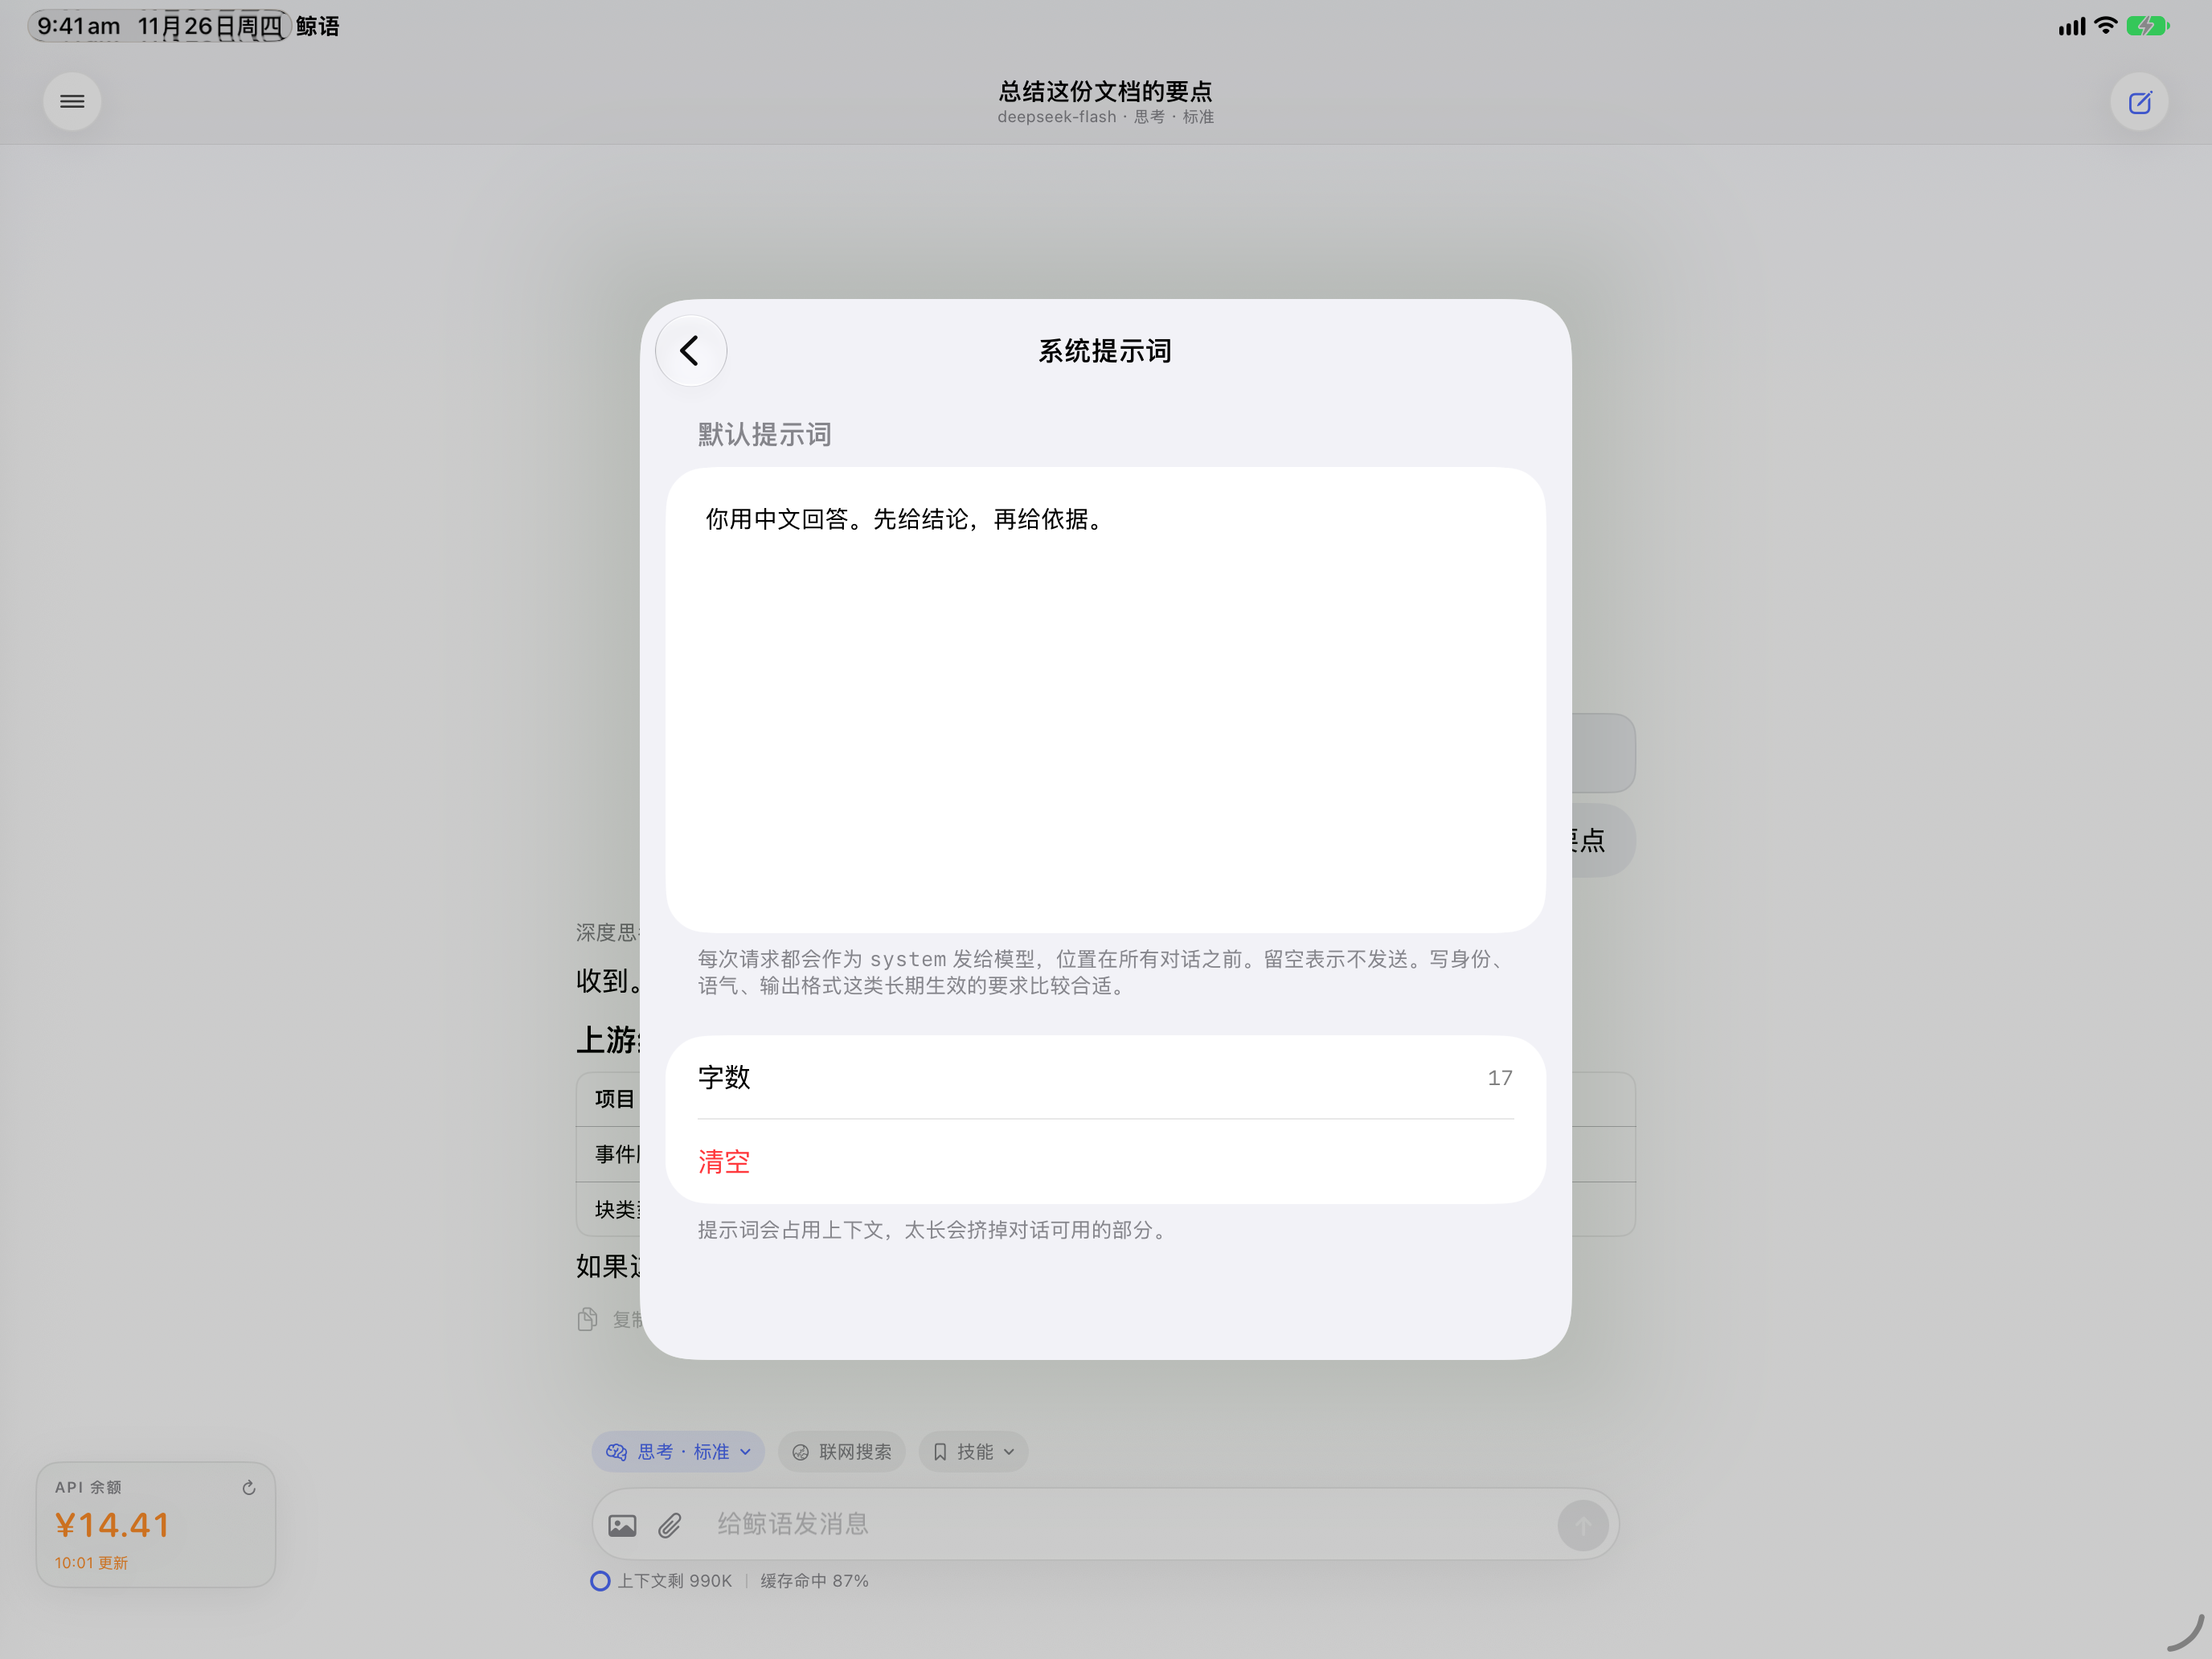 9:41am 11月26日周四 鲸语
总结这份文档的要点
deepseek-flash · 思考 · 标准
系统提示词
默认提示词
你用中文回答。先给结论，再给依据。
要点
深度思
收到。
上游
每次请求都会作为 system 发给模型，位置在所有对话之前。留空表示不发送。写身份、
语气、输出格式这类长期生效的要求比较合适。
字数 17
项目
事件
清空
块类
提示词会占用上下文，太长会挤掉对话可用的部分。
如果
复制
思考 · 标准
联网搜索
技能
API 余额
¥14.41
10:01 更新
给鲸语发消息
上下文剩 990K | 缓存命中 87%